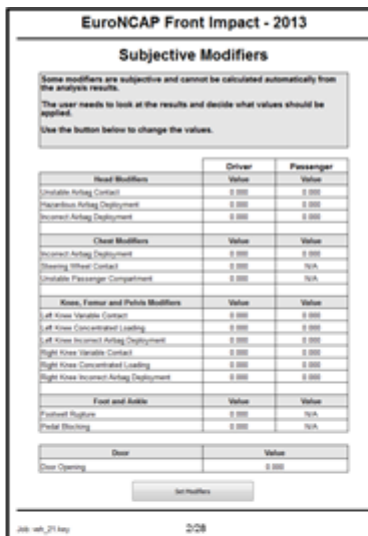 EuroNCAP Front Impact - 2013
Subjective Modifiers
Some modifiers are subjective and cannot be calculated automatically from
the analysis results.
The user needs to look at the results and decide what values should be
applied.
Use the button below to change the values.
Driver Passenger
Head Modifiers Value Value
Unstable Airbag Contact 0.000 0.000
Hazardous Airbag Deployment 0.000 0.000
Incorrect Airbag Deployment 0.000 0.000
Chest Modifiers Value Value
Incorrect Airbag Deployment 0.000 0.000
Steering Wheel Contact 0.000 N/A
Unstable Passenger Compartment 0.000 N/A
Knee, Femur and Pelvis Modifiers Value Value
Left Knee Variable Contact 0.000 0.000
Left Knee Concentrated Loading 0.000 0.000
Left Knee Incorrect Airbag Deployment 0.000 0.000
Right Knee Variable Contact 0.000 0.000
Right Knee Concentrated Loading 0.000 0.000
Right Knee Incorrect Airbag Deployment 0.000 0.000
Foot and Ankle Value Value
Footwell Rupture 0.000 N/A
Pedal Blocking 0.000 N/A
Door Value
Door Opening 0.000
Set Modifiers
Job: wh_21.key 2/28